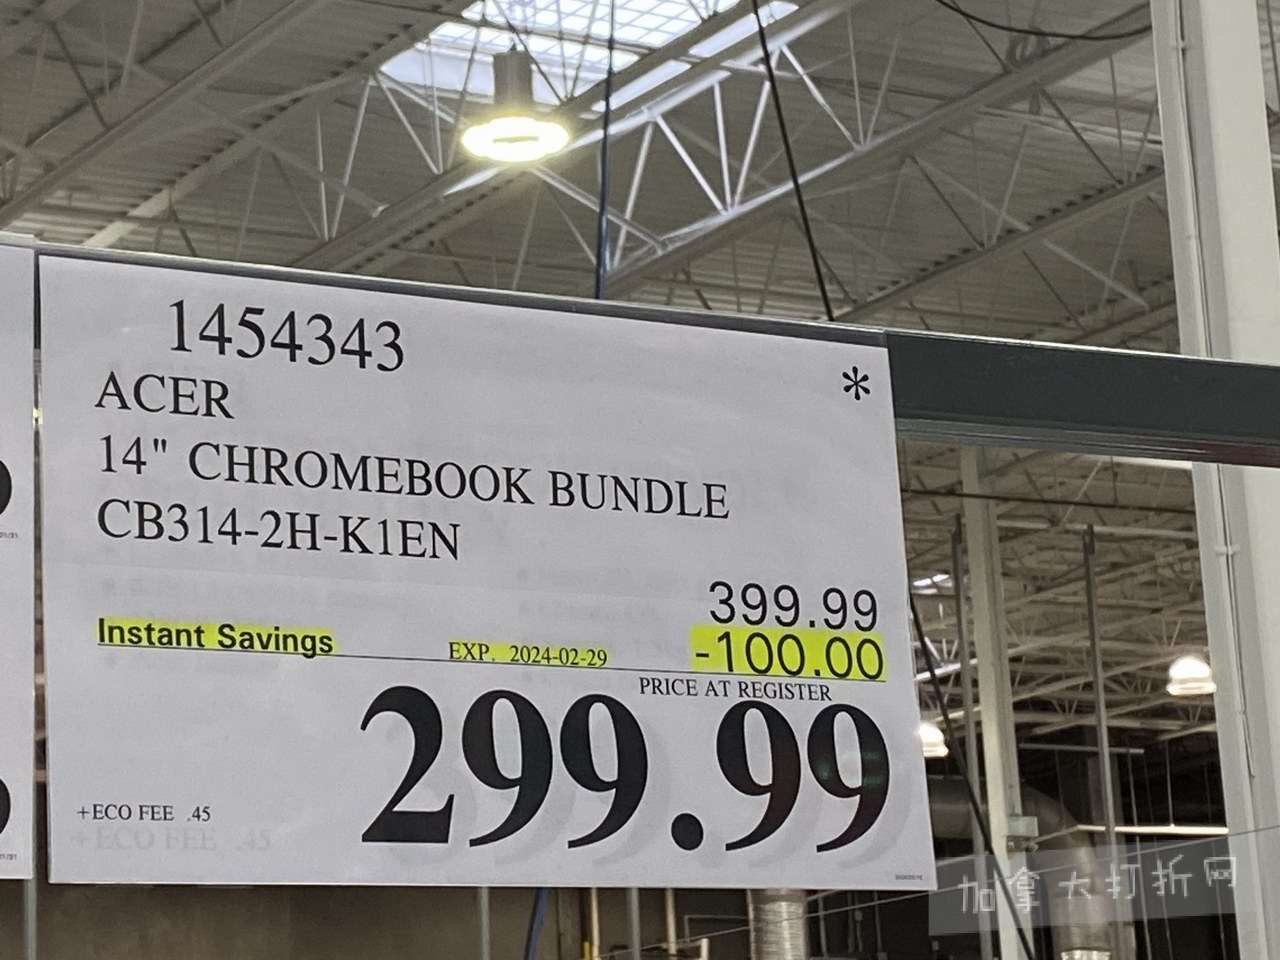 1454343
*
ACER
14" CHROMEBOOK BUNDLE
CB314-2H-K1EN
399.99
Instant Savings EXP. 2024-02-29 -100.00
PRICE AT REGISTER
299.99
+ECO FEE .45
加拿大打折网